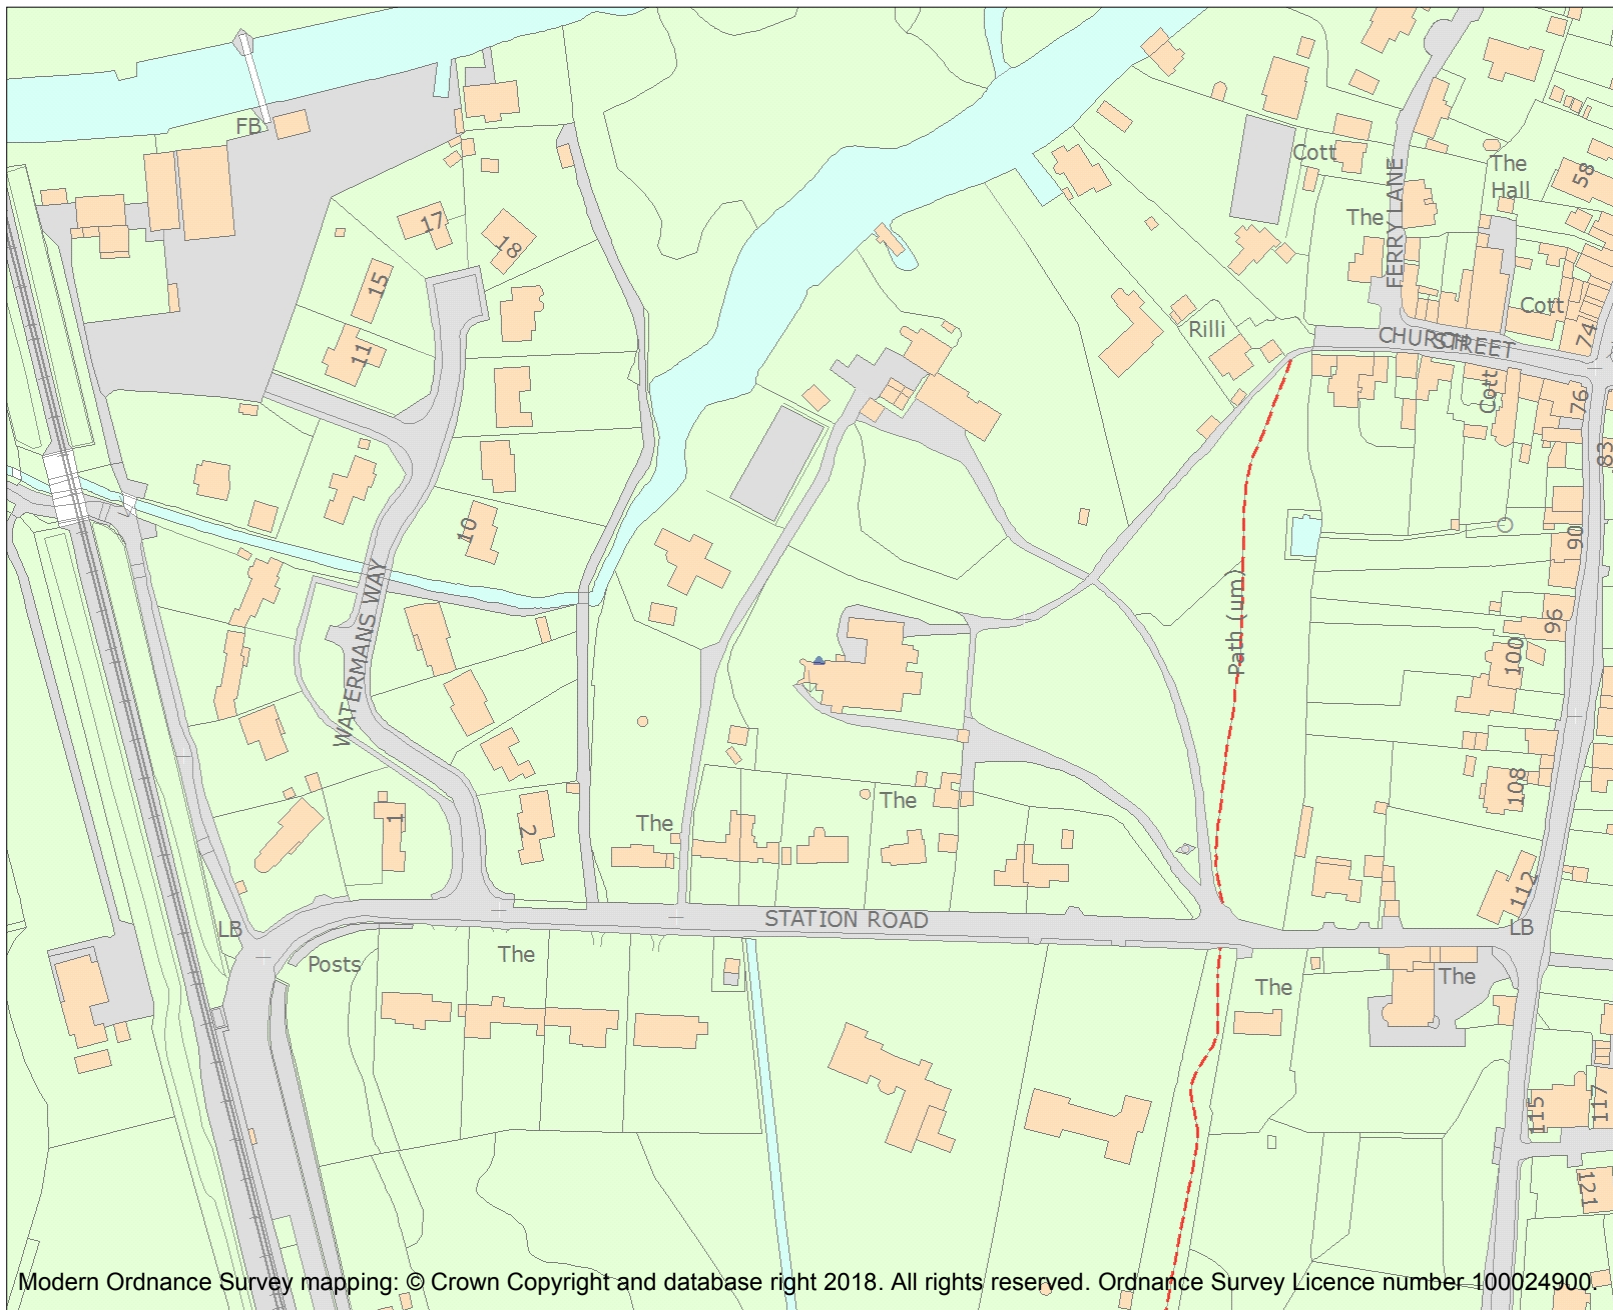 FB
17
18
15
11
10
WATERMANS WAY
1
2
LB
Posts
The
The
The
STATION ROAD
Path (um)
Rilli
Cott
The
FERRY LANE
The
Hall
58
Cott
74
CHURCH STREET
Cott
76
83
90
96
100
108
112
LB
The
The
115
117
121
Modern Ordnance Survey mapping: © Crown Copyright and database right 2018. All rights reserved. Ordnance Survey Licence number 100024900.